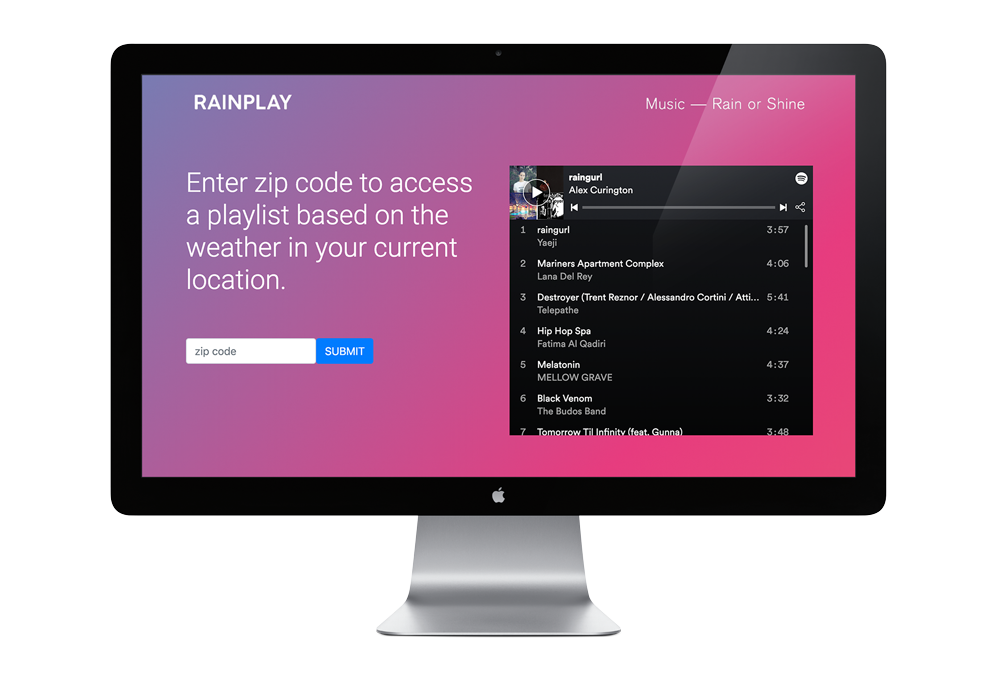 RAINPLAY
Music — Rain or Shine
Enter zip code to access
a playlist based on the
weather in your current
location.
zip code
SUBMIT
raingurl
Alex Curington
1 raingurl 3:57
Yaeji
2 Mariners Apartment Complex 4:06
Lana Del Rey
3 Destroyer (Trent Reznor / Alessandro Cortini / Atti... 5:41
Telepathe
4 Hip Hop Spa 4:24
Fatima Al Qadiri
5 Melatonin 4:37
MELLOW GRAVE
6 Black Venom 3:32
The Budos Band
7 Tomorrow Til Infinity (feat. Gunna) 3:48